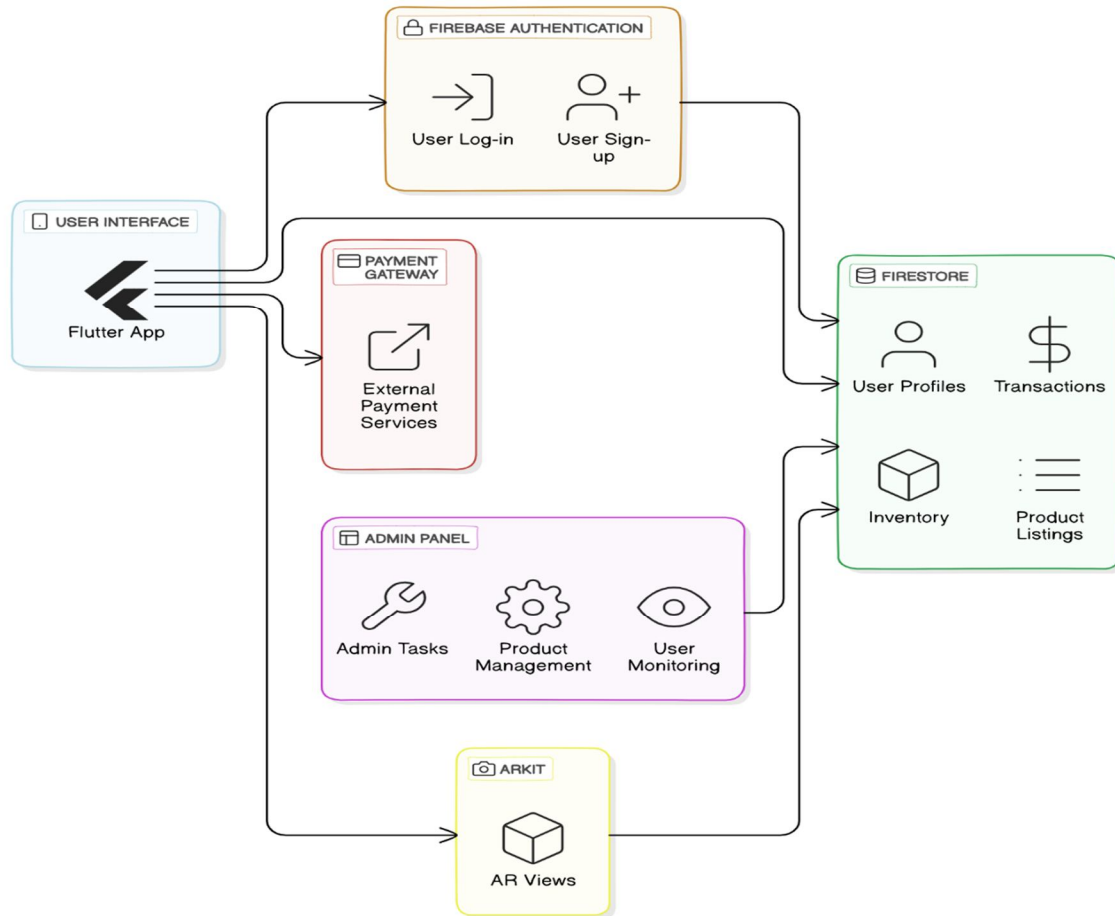 FIREBASE AUTHENTICATION
User Log-in
User Sign-
up
USER INTERFACE
Flutter App
PAYMENT
GATEWAY
External
Payment
Services
FIRESTORE
User Profiles
Transactions
Inventory
Product
Listings
ADMIN PANEL
Admin Tasks
Product
Management
User
Monitoring
ARKIT
AR Views